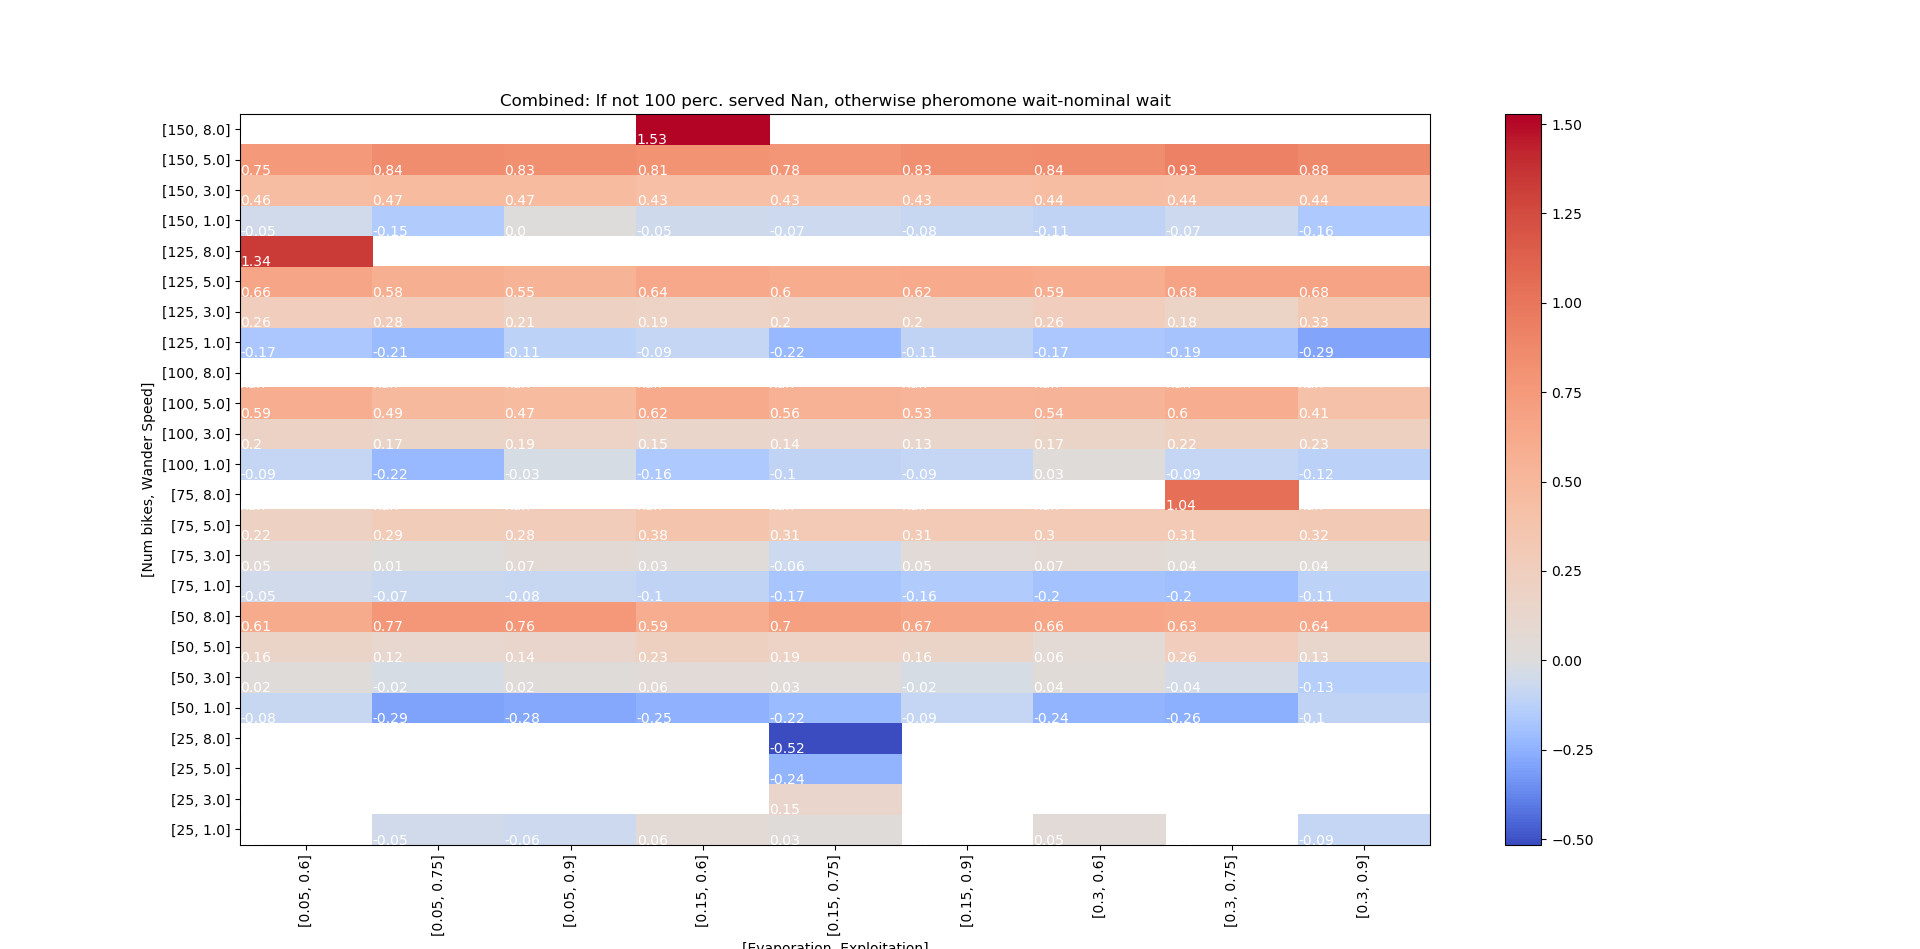 Combined: If not 100 perc. served Nan, otherwise pheromone wait-nominal wait
[150, 8.0] 1.53
[150, 5.0] 0.75 0.84 0.83 0.81 0.78 0.83 0.84 0.93 0.88
[150, 3.0] 0.46 0.47 0.47 0.43 0.43 0.43 0.44 0.44 0.44
[150, 1.0] -0.05 -0.15 0.0 -0.05 -0.07 -0.08 -0.11 -0.07 -0.16
[125, 8.0] 1.34
[125, 5.0] 0.66 0.58 0.55 0.64 0.6 0.62 0.59 0.68 0.68
[125, 3.0] 0.26 0.28 0.21 0.19 0.2 0.2 0.26 0.18 0.33
[125, 1.0] -0.17 -0.21 -0.11 -0.09 -0.22 -0.11 -0.17 -0.19 -0.29
[100, 8.0]
[100, 5.0] 0.59 0.49 0.47 0.62 0.56 0.53 0.54 0.6 0.41
[100, 3.0] 0.2 0.17 0.19 0.15 0.14 0.13 0.17 0.22 0.23
[100, 1.0] -0.09 -0.22 -0.03 -0.16 -0.1 -0.09 0.03 -0.09 -0.12
[75, 8.0] 1.04
[75, 5.0] 0.22 0.29 0.28 0.38 0.31 0.31 0.3 0.31 0.32
[75, 3.0] 0.05 0.01 0.07 0.03 -0.06 0.05 0.07 0.04 0.04
[75, 1.0] -0.05 -0.07 -0.08 -0.1 -0.17 -0.16 -0.2 -0.2 -0.11
[50, 8.0] 0.61 0.77 0.76 0.59 0.7 0.67 0.66 0.63 0.64
[50, 5.0] 0.16 0.12 0.14 0.23 0.19 0.16 0.06 0.26 0.13
[50, 3.0] 0.02 -0.02 0.02 0.06 0.03 -0.02 0.04 -0.04 -0.13
[50, 1.0] -0.08 -0.29 -0.28 -0.25 -0.22 -0.09 -0.24 -0.26 -0.1
[25, 8.0] -0.52
[25, 5.0] -0.24
[25, 3.0] 0.15
[25, 1.0] -0.05 -0.06 0.06 0.03 0.05 -0.09
[Num bikes, Wander Speed]
[0.05, 0.6]
[0.05, 0.75]
[0.05, 0.9]
[0.15, 0.6]
[0.15, 0.75]
[0.15, 0.9]
[0.3, 0.6]
[0.3, 0.75]
[0.3, 0.9]
[Evaporation, Exploitation]
1.50
1.25
1.00
0.75
0.50
0.25
0.00
−0.25
−0.50